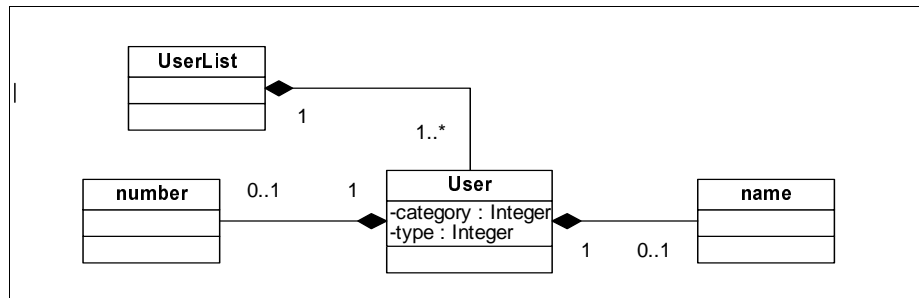 UserList
1
1..*
number
0..1
1
User
-category : Integer
-type : Integer
1
0..1
name